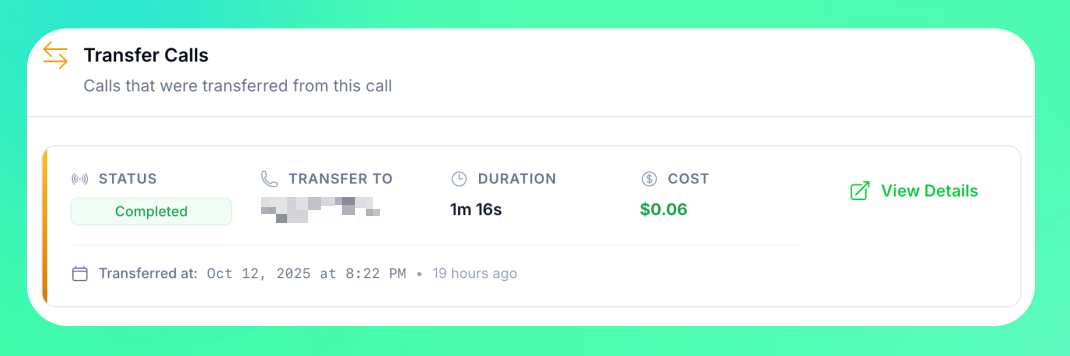 Transfer Calls
Calls that were transferred from this call
STATUS
Completed
TRANSFER TO
DURATION
1m 16s
COST
$0.06
View Details
Transferred at: Oct 12, 2025 at 8:22 PM • 19 hours ago